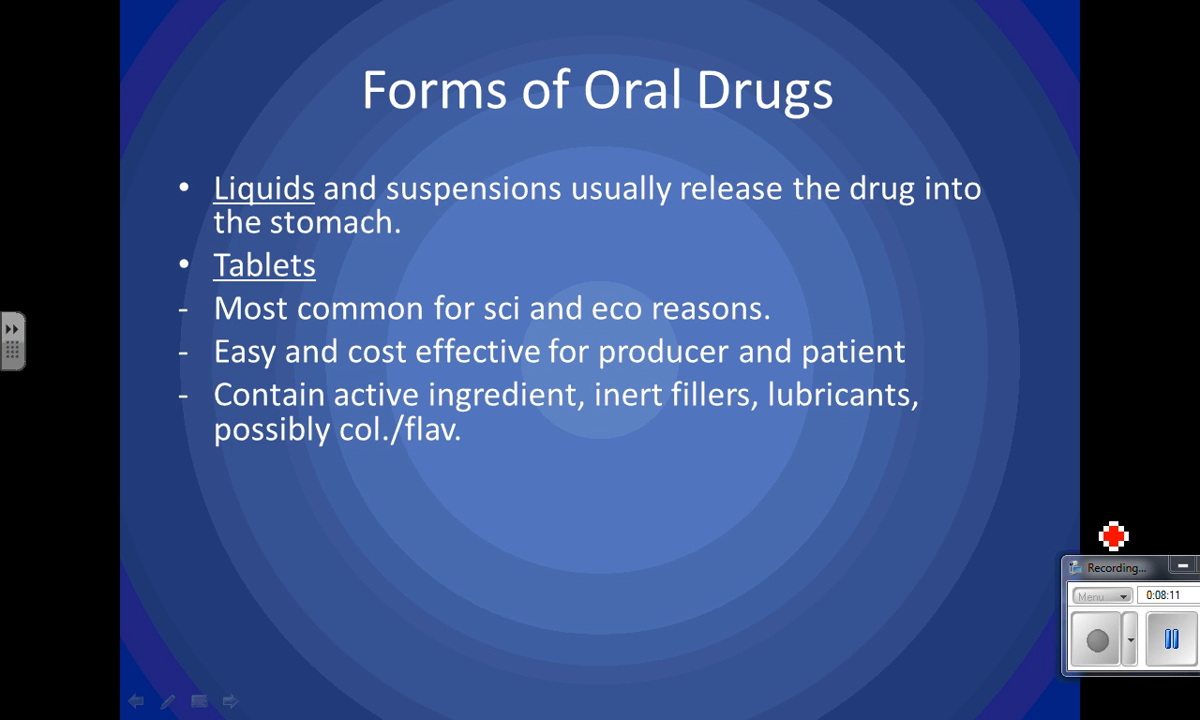 Forms of Oral Drugs
• Liquids and suspensions usually release the drug into
the stomach.
• Tablets
- Most common for sci and eco reasons.
- Easy and cost effective for producer and patient
- Contain active ingredient, inert fillers, lubricants,
possibly col./flav.
Recording...
Menu
0:08:11